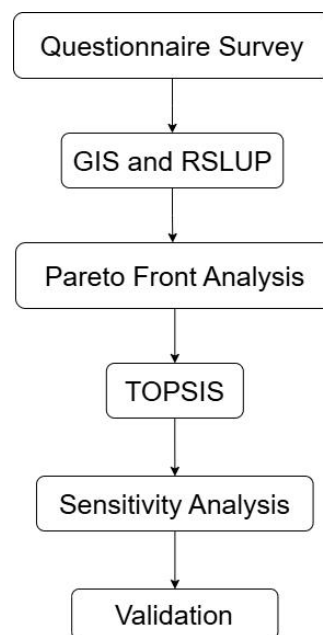 Questionnaire Survey
GIS and RSLUP
Pareto Front Analysis
TOPSIS
Sensitivity Analysis
Validation